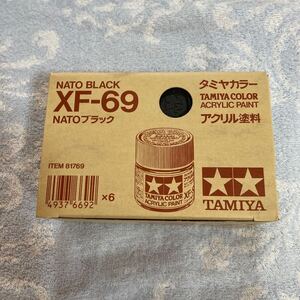 NATO BLACK
XF-69
NATOブラック
タミヤカラー
TAMIYA COLOR
ACRYLIC PAINT
アクリル塗料
ITEM 81769
×6
4937 6692
TAMIYA COLOR
ACRYLIC PAINT
TAMIYA